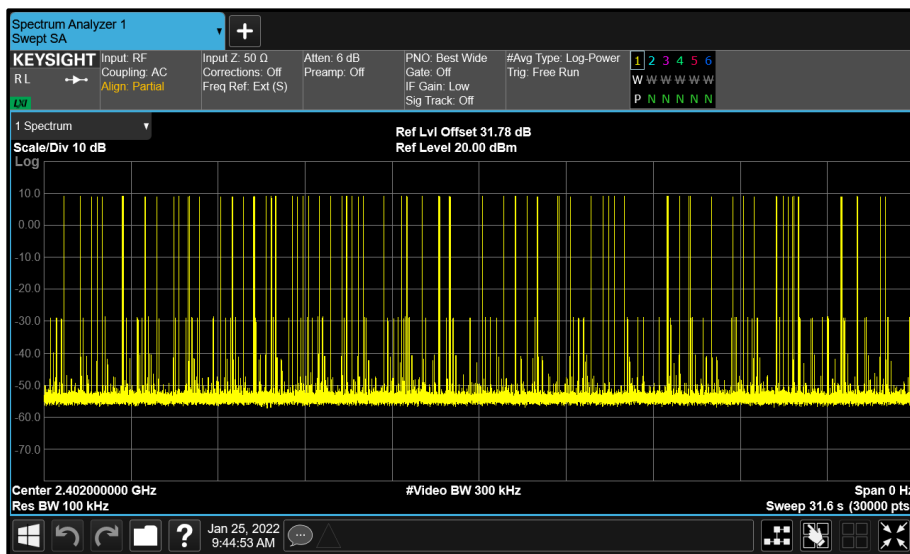 Spectrum Analyzer 1
Swept SA
KEYSIGHT Input: RF Input Z: 50 Ω Atten: 6 dB PNO: Best Wide #Avg Type: Log-Power 1 2 3 4 5 6
R L Coupling: AC Corrections: Off Preamp: Off Gate: Off Trig: Free Run W W W W W W
Align: Partial Freq Ref: Ext (S) IF Gain: Low P N N N N N
LXI Sig Track: Off
1 Spectrum
Ref Lvl Offset 31.78 dB
Scale/Div 10 dB Ref Level 20.00 dBm
Log
10.0
0.00
-10.0
-20.0
-30.0
-40.0
-50.0
-60.0
-70.0
Center 2.402000000 GHz #Video BW 300 kHz Span 0 Hz
Res BW 100 kHz Sweep 31.6 s (30000 pts
? Jan 25, 2022
9:44:53 AM